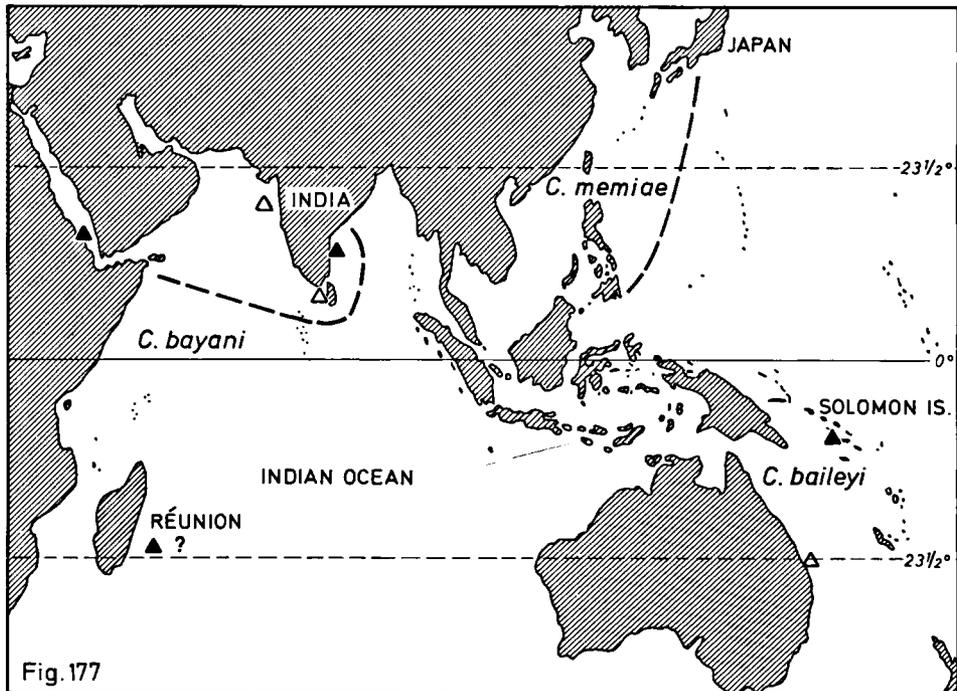 JAPAN
23½°
C. memiae
INDIA
C. bayani
0°
SOLOMON IS.
INDIAN OCEAN
C. baileyi
RÉUNION
?
23½°
Fig.177